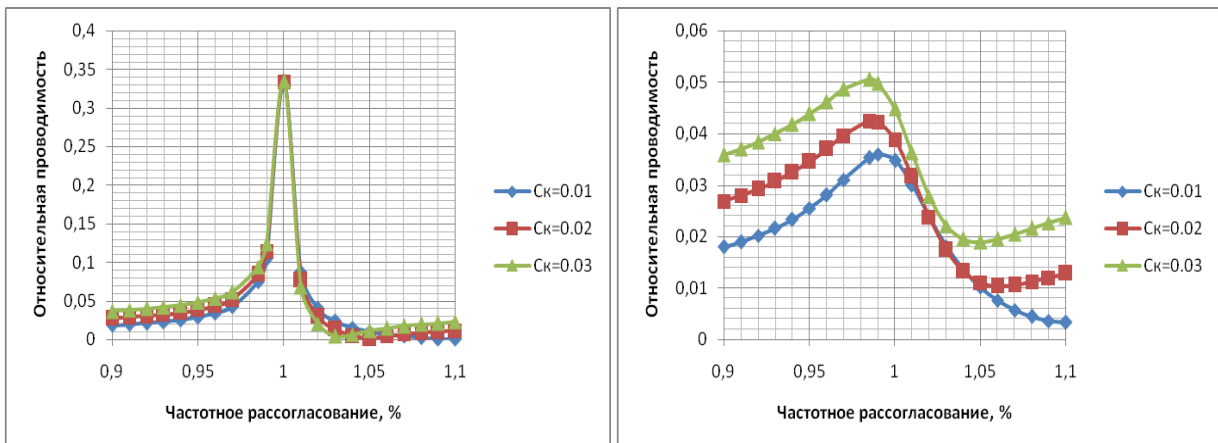 Относительная проводимость
0,4
0,35
0,3
0,25
0,2
0,15
0,1
0,05
0
0,9 0,95 1 1,05 1,1
Частотное рассогласование, %
Ск=0.01
Ск=0.02
Ск=0.03
Относительная проводимость
0,06
0,05
0,04
0,03
0,02
0,01
0
0,9 0,95 1 1,05 1,1
Частотное рассогласование, %
Ск=0.01
Ск=0.02
Ск=0.03